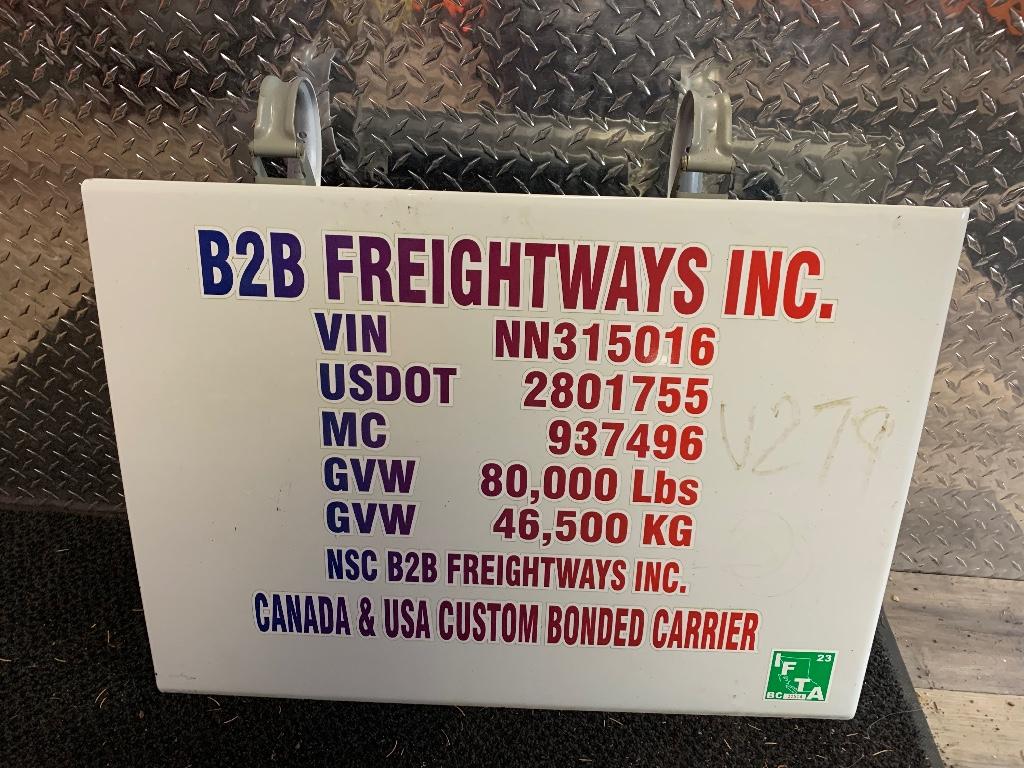 B2B FREIGHTWAYS INC.
VIN NN315016
USDOT 2801755
MC 937496
GVW 80,000 Lbs
GVW 46,500 KG
NSC B2B FREIGHTWAYS INC.
CANADA & USA CUSTOM BONDED CARRIER
V279
23
IFTA
BC